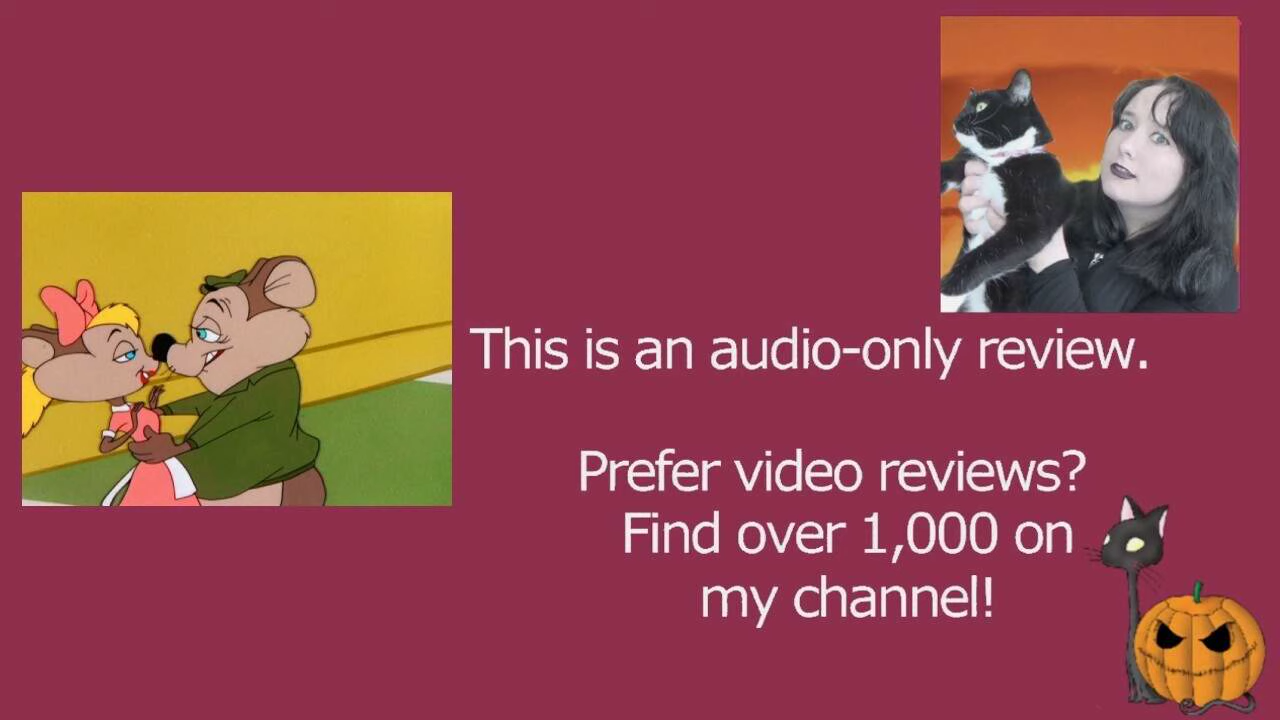 This is an audio-only review.
Prefer video reviews?
Find over 1,000 on
my channel!